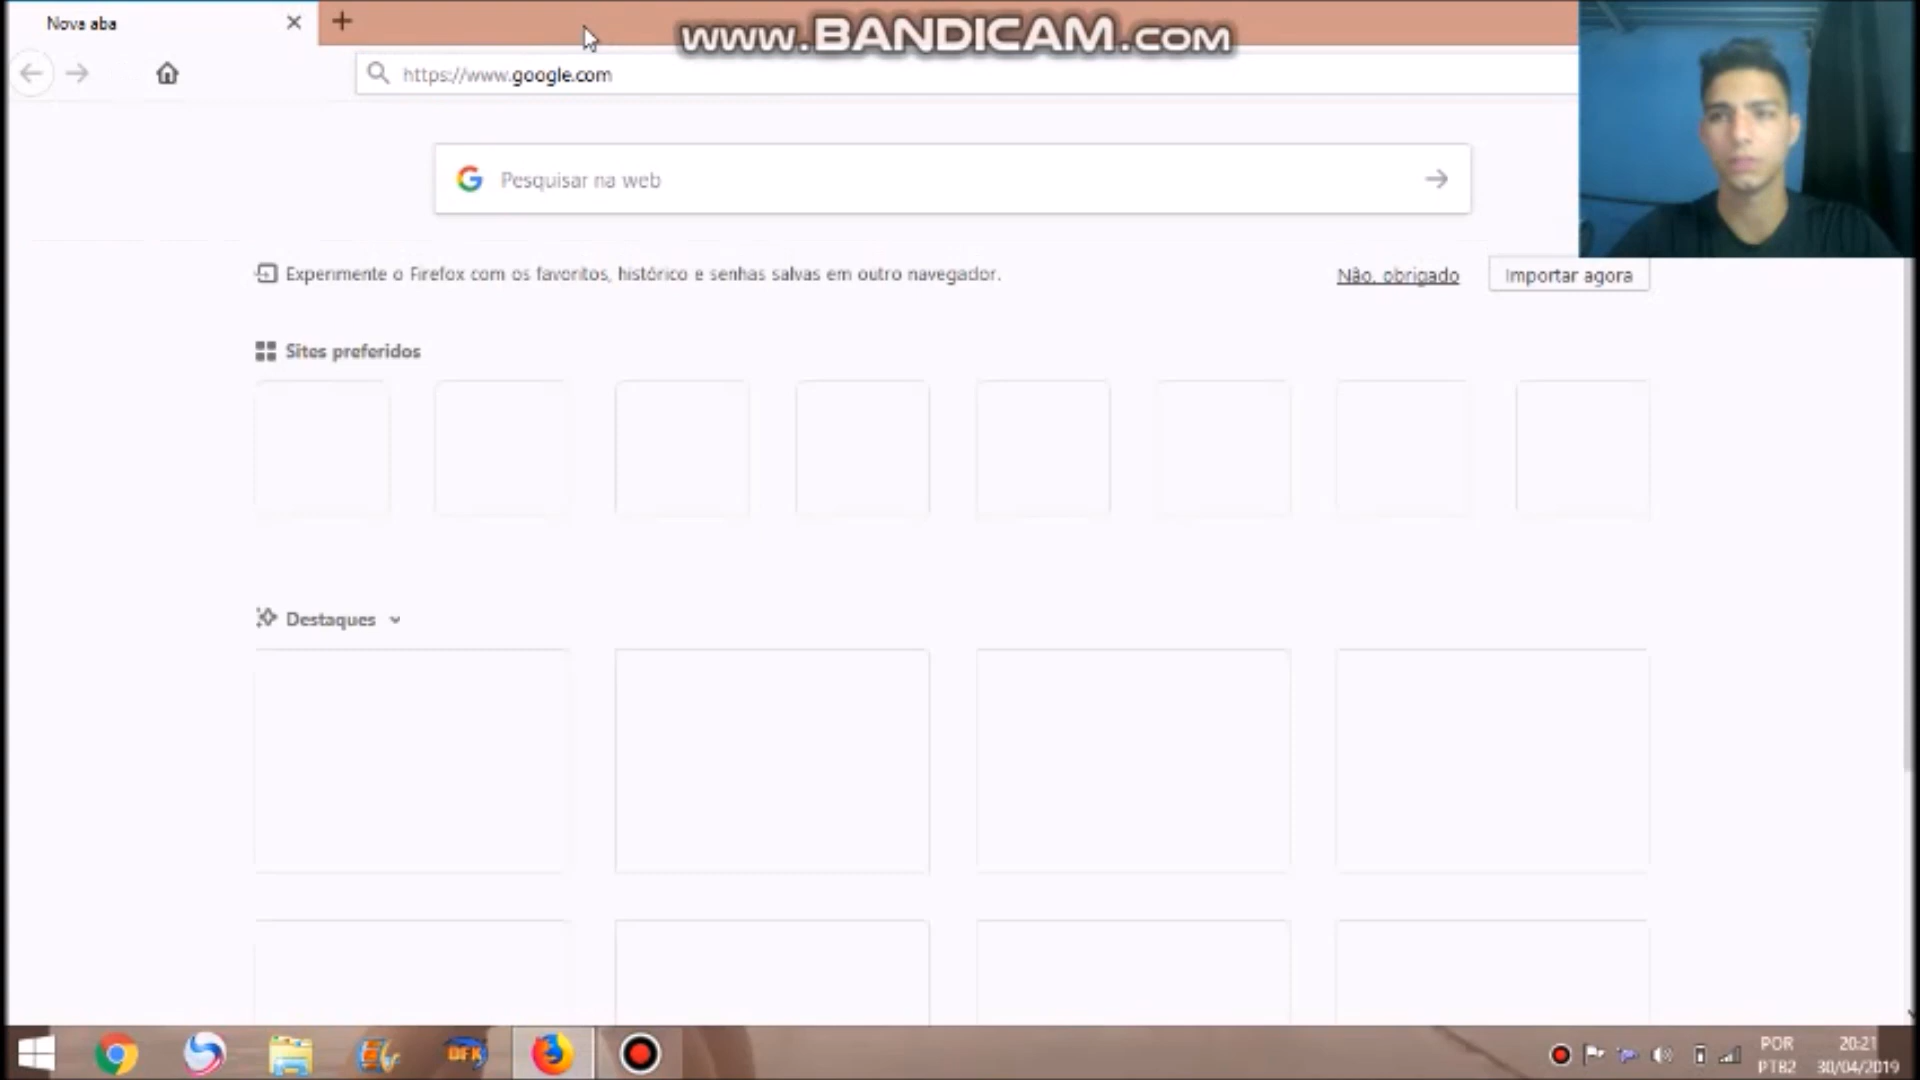 Nova aba
www.BANDICAM.com
https://www.google.com
Pesquisar na web
Experimente o Firefox com os favoritos, histórico e senhas salvas em outro navegador.
Não, obrigado
Importar agora
Sites preferidos
Destaques
DFK
POR
20:21
PTB2
30/04/2019